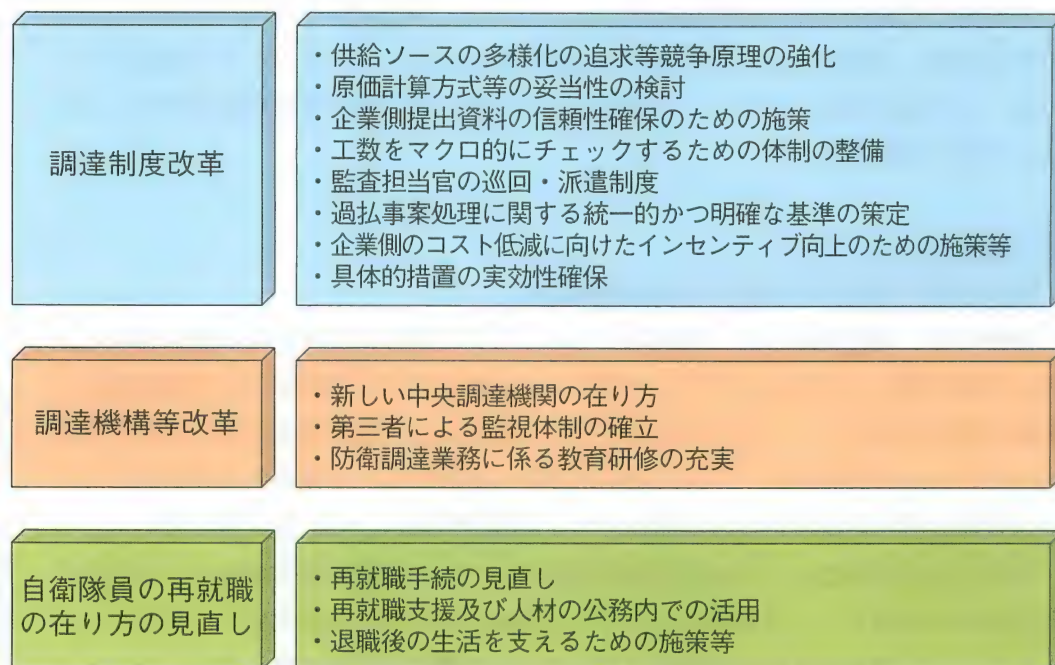 調達制度改革
・供給ソースの多様化の追求等競争原理の強化
・原価計算方式等の妥当性の検討
・企業側提出資料の信頼性確保のための施策
・工数をマクロ的にチェックするための体制の整備
・監査担当官の巡回・派遣制度
・過払事案処理に関する統一的かつ明確な基準の策定
・企業側のコスト低減に向けたインセンティブ向上のための施策等
・具体的措置の実効性確保
調達機構等改革
・新しい中央調達機関の在り方
・第三者による監視体制の確立
・防衛調達業務に係る教育研修の充実
自衛隊員の再就職
の在り方の見直し
・再就職手続の見直し
・再就職支援及び人材の公務内での活用
・退職後の生活を支えるための施策等